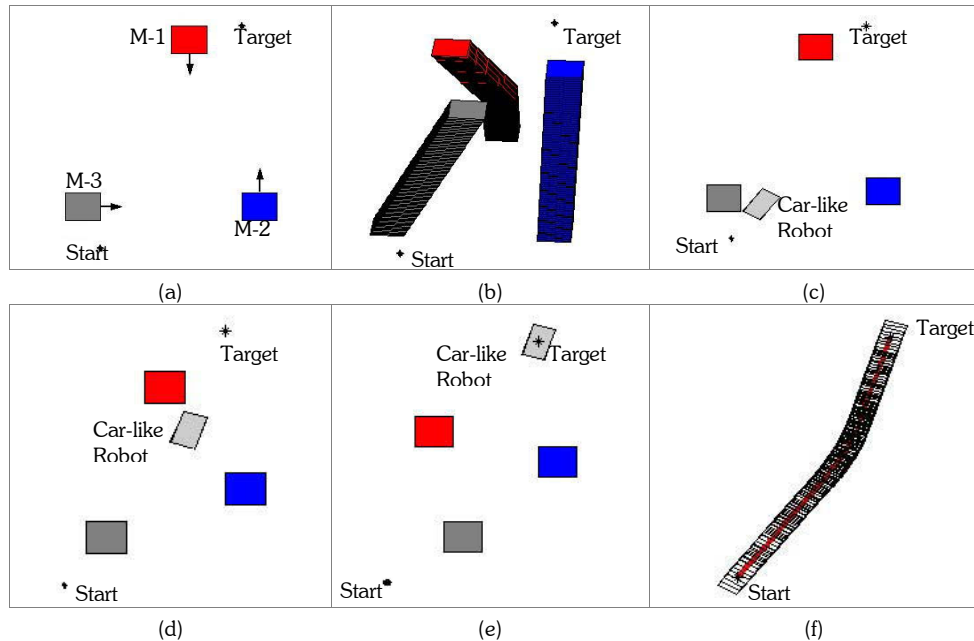 M-1
Target
M-3
M-2
Start
(a)
Target
Start
(b)
Target
Car-like
Robot
Start
(c)
Target
Car-like
Robot
Start
(d)
Car-like
Robot
Target
Start
(e)
Target
Start
(f)